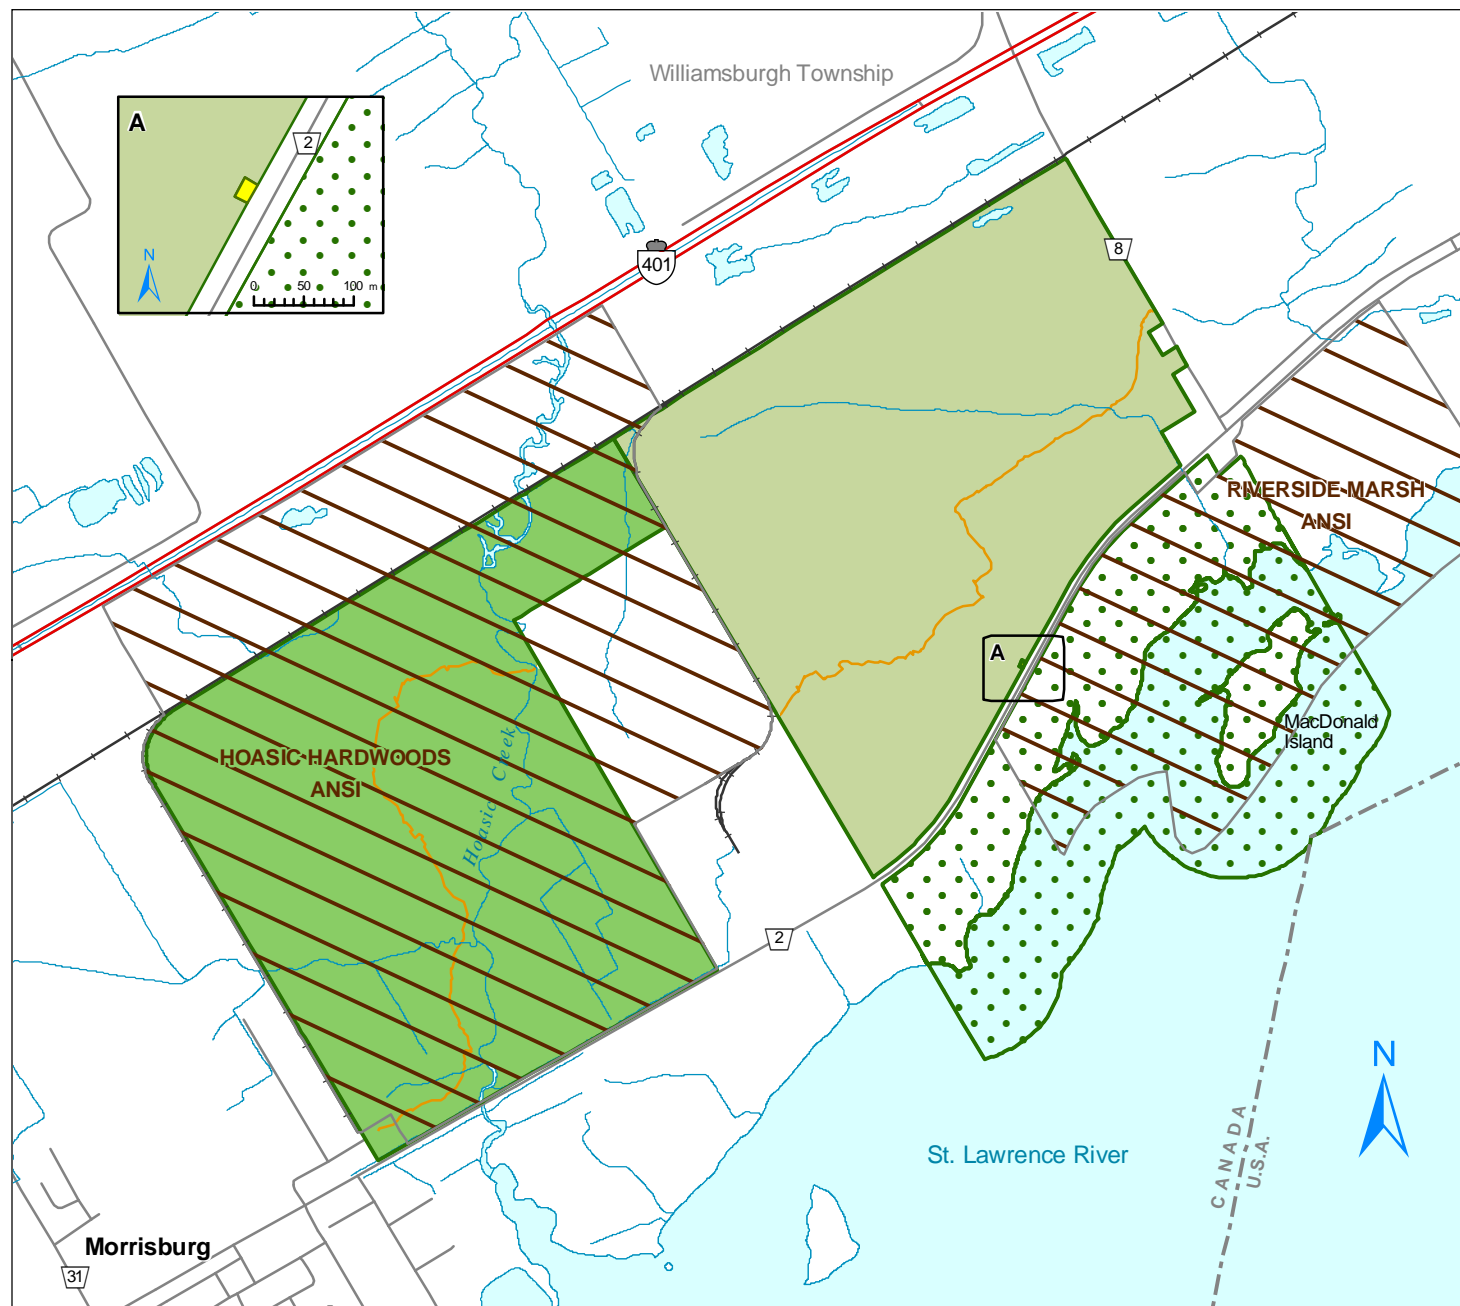 Williamsburgh Township
A
2
N
0 50 100 m
401
8
RIVERSIDE MARSH
ANSI
A
MacDonald
Island
HOASIC HARDWOODS
ANSI
Hoasic Creek
2
N
CANADA
U.S.A.
St. Lawrence River
Morrisburg
31